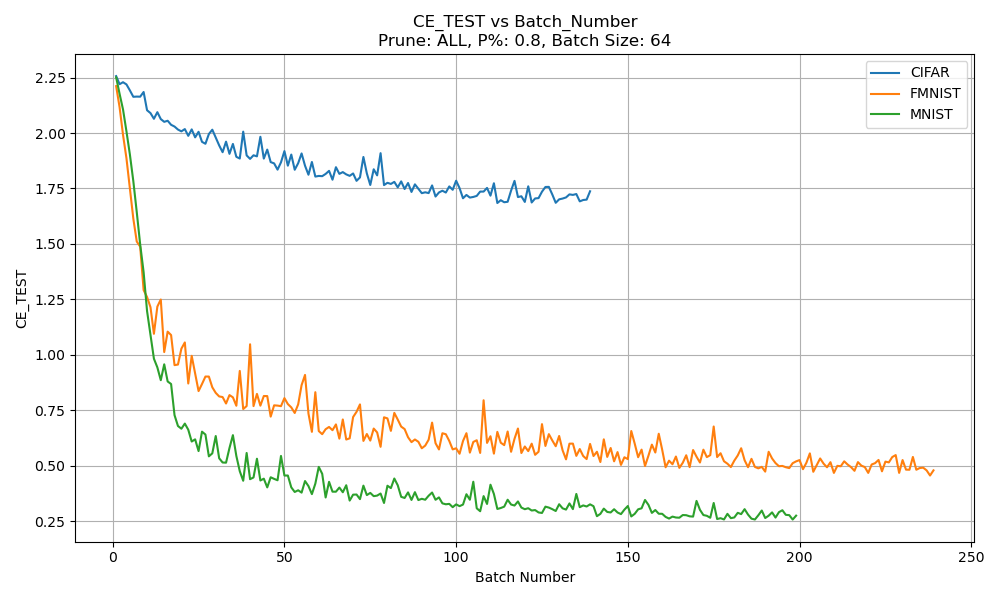 CE_TEST vs Batch_Number
Prune: ALL, P%: 0.8, Batch Size: 64
CIFAR
FMNIST
MNIST
2.25
2.00
1.75
1.50
1.25
1.00
0.75
0.50
0.25
CE_TEST
0 50 100 150 200 250
Batch Number